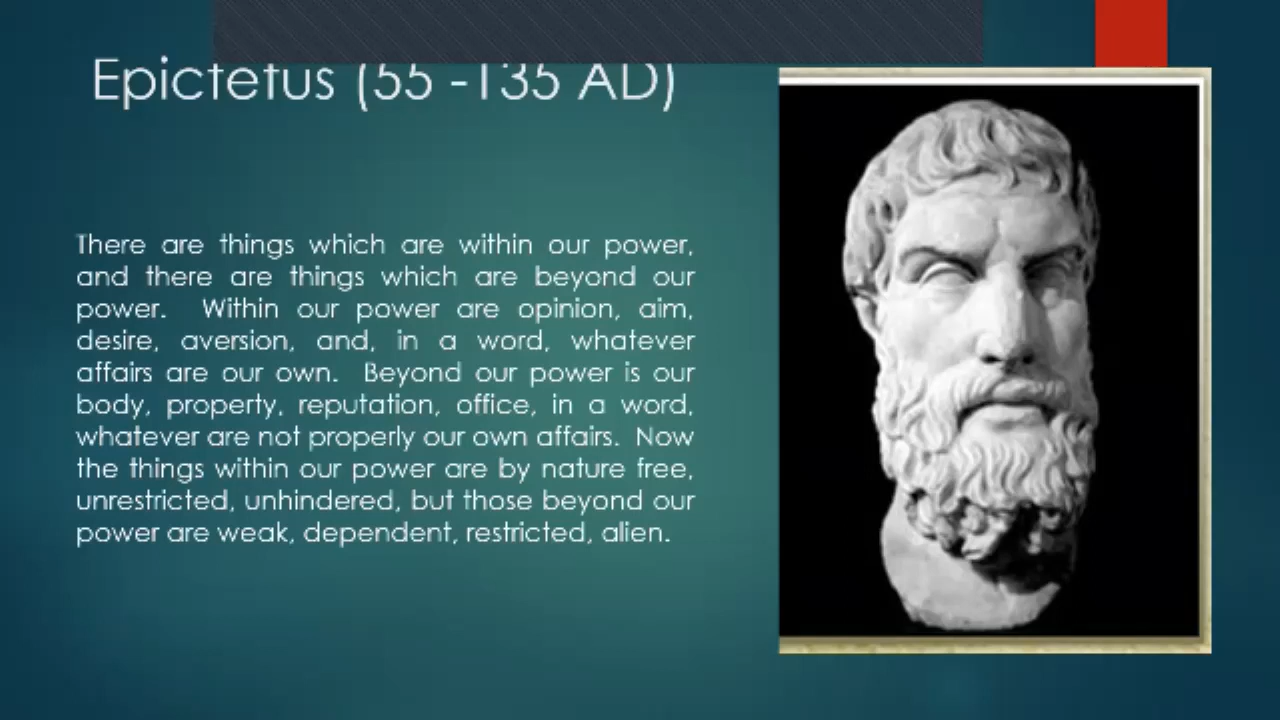 Epictetus (55 -135 AD)
There are things which are within our power,
and there are things which are beyond our
power. Within our power are opinion, aim,
desire, aversion, and, in a word, whatever
affairs are our own. Beyond our power is our
body, property, reputation, office, in a word,
whatever are not properly our own affairs. Now
the things within our power are by nature free,
unrestricted, unhindered, but those beyond our
power are weak, dependent, restricted, alien.